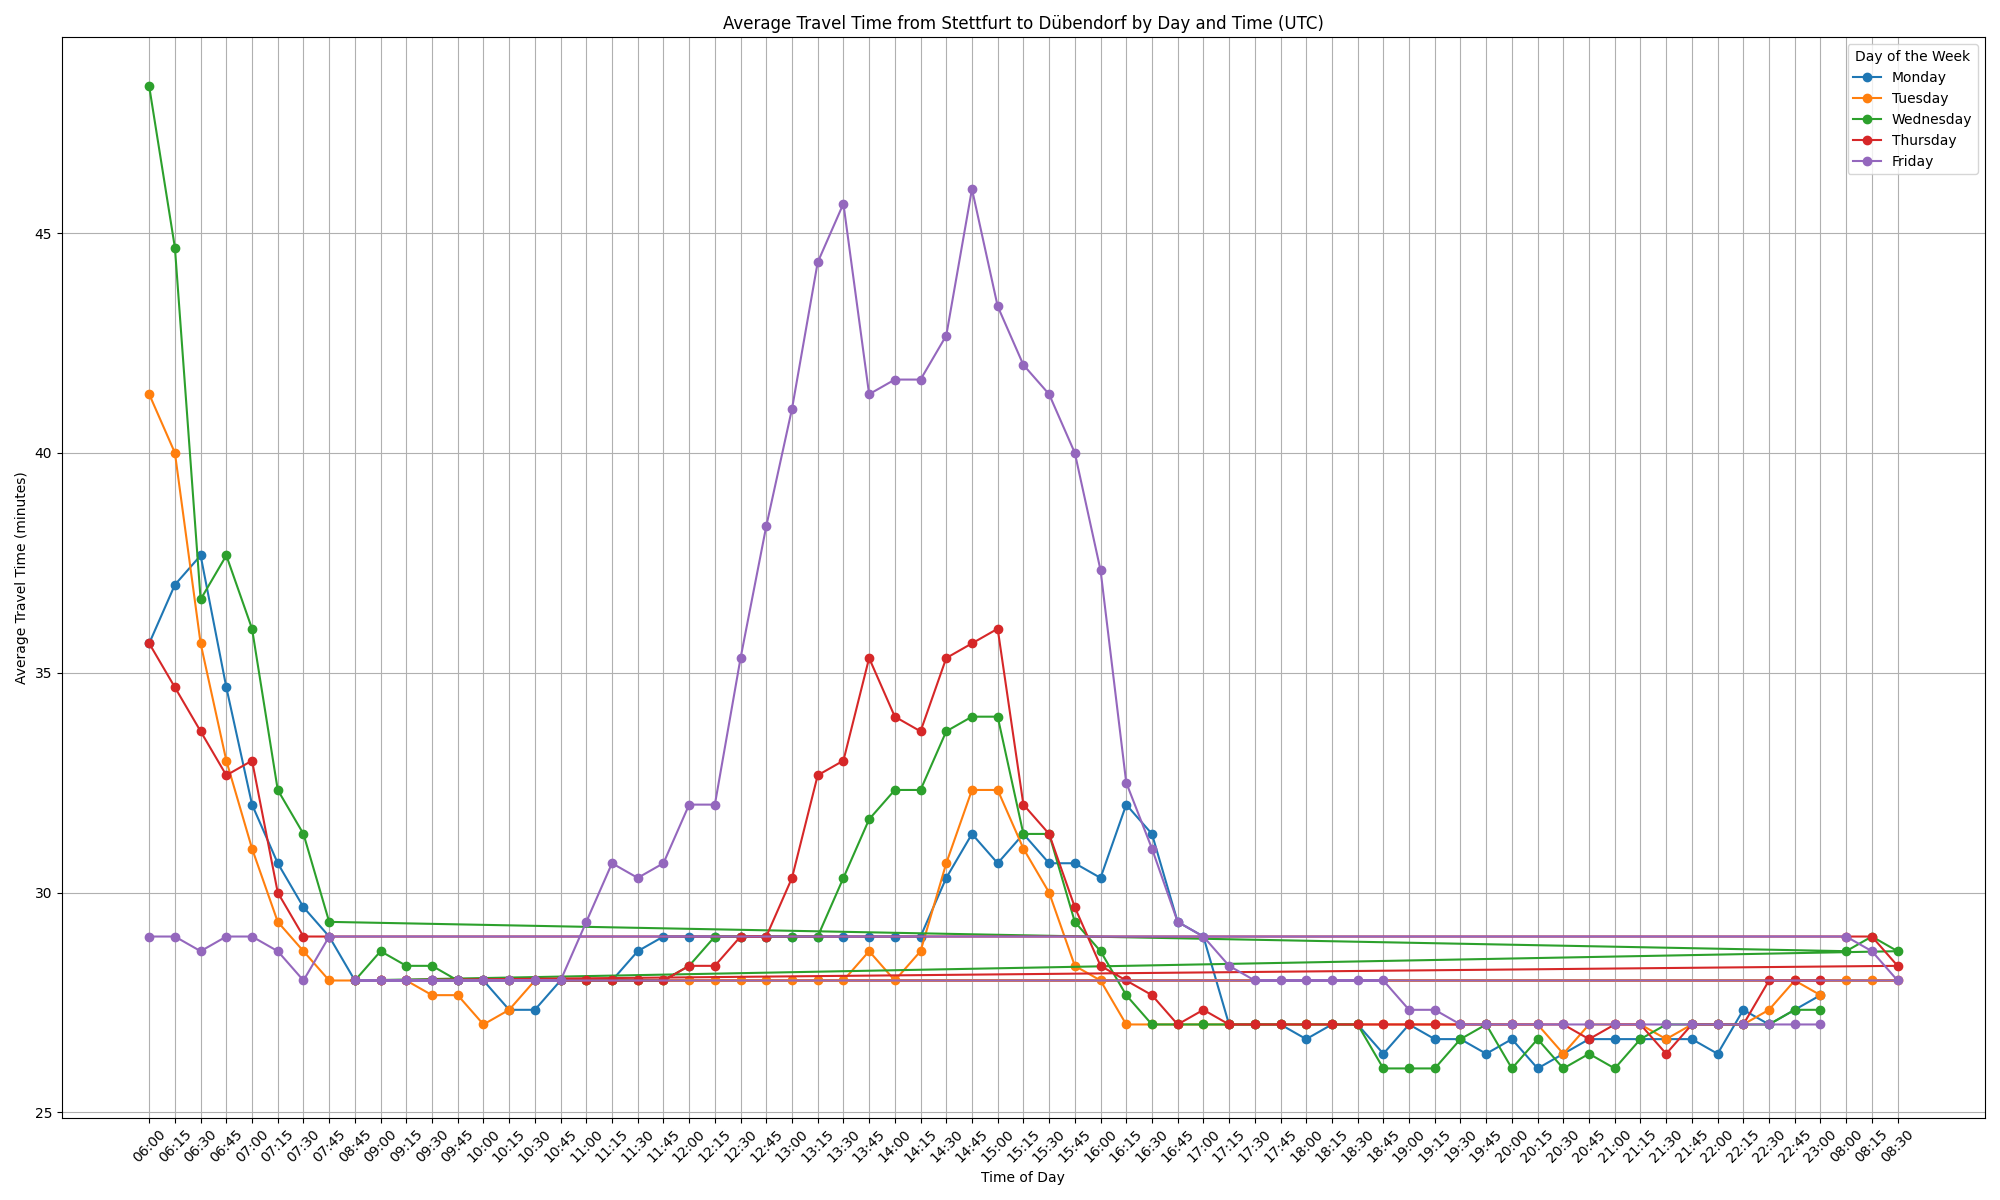 Average Travel Time from Stettfurt to Dübendorf by Day and Time (UTC)
Day of the Week
Monday
Tuesday
Wednesday
Thursday
Friday
Average Travel Time (minutes)
45
40
35
30
25
06:00 06:15 06:30 06:45 07:00 07:15 07:30 07:45 08:45 09:00 09:15 09:30 09:45 10:00 10:15 10:30 10:45 11:00 11:15 11:30 11:45 12:00 12:15 12:30 12:45 13:00 13:15 13:30 13:45 14:00 14:15 14:30 14:45 15:00 15:15 15:30 15:45 16:00 16:15 16:30 16:45 17:00 17:15 17:30 17:45 18:00 18:15 18:30 18:45 19:00 19:15 19:30 19:45 20:00 20:15 20:30 20:45 21:00 21:15 21:30 21:45 22:00 22:15 22:30 22:45 23:00 08:00 08:15 08:30
Time of Day